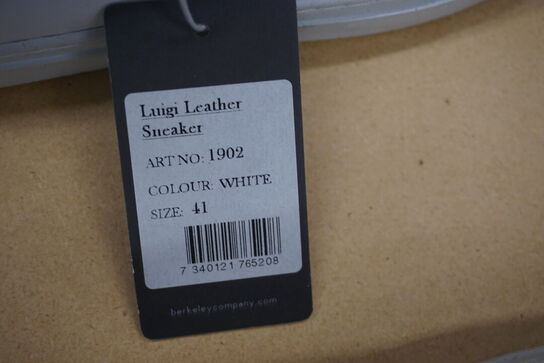 Luigi Leather
Sneaker
ART NO: 1902
COLOUR: WHITE
SIZE: 41
7 340121 765208
berkeleycompany.com